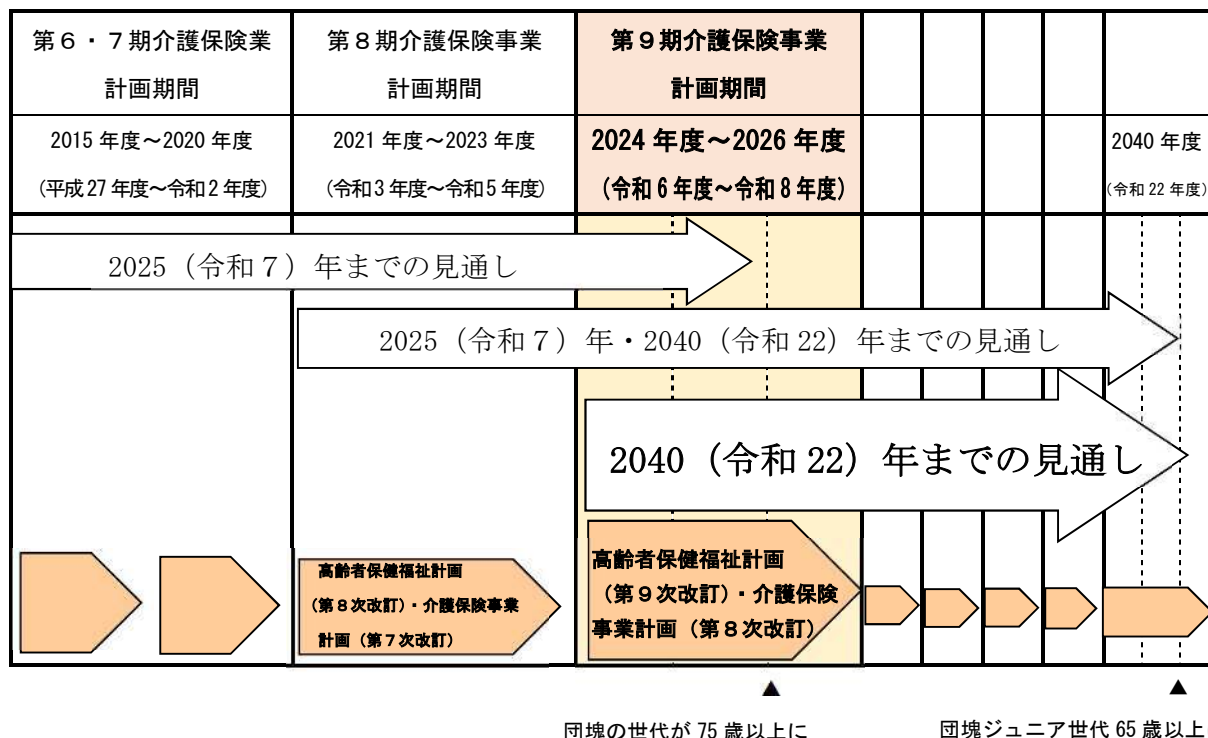 第６・７期介護保険業
計画期間
第８期介護保険事業
計画期間
第９期介護保険事業
計画期間
2015 年度～2020 年度
(平成 27 年度～令和 2 年度)
2021 年度～2023 年度
(令和 3 年度～令和 5 年度)
2024 年度～2026 年度
(令和 6 年度～令和 8 年度)
2040 年度
(令和 22 年度)
2025（令和７）年までの見通し
2025（令和７）年・2040（令和 22）年までの見通し
2040（令和 22）年までの見通し
高齢者保健福祉計画
(第８次改訂)・介護保険事業
計画（第７次改訂）
高齢者保健福祉計画
（第９次改訂）・介護保険
事業計画（第８次改訂）
▲
▲
団塊の世代が 75 歳以上に
団塊ジュニア世代 65 歳以上